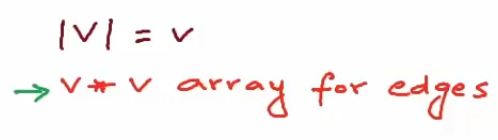 |V| = v
→ v * v array for edges